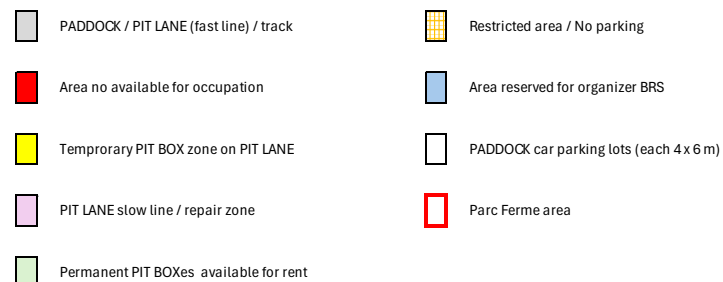 PADDOCK / PIT LANE (fast line) / track
Restricted area / No parking
Area no available for occupation
Area reserved for organizer BRS
Temprorary PIT BOX zone on PIT LANE
PADDOCK car parking lots (each 4 x 6 m)
PIT LANE slow line / repair zone
Parc Ferme area
Permanent PIT BOXes available for rent